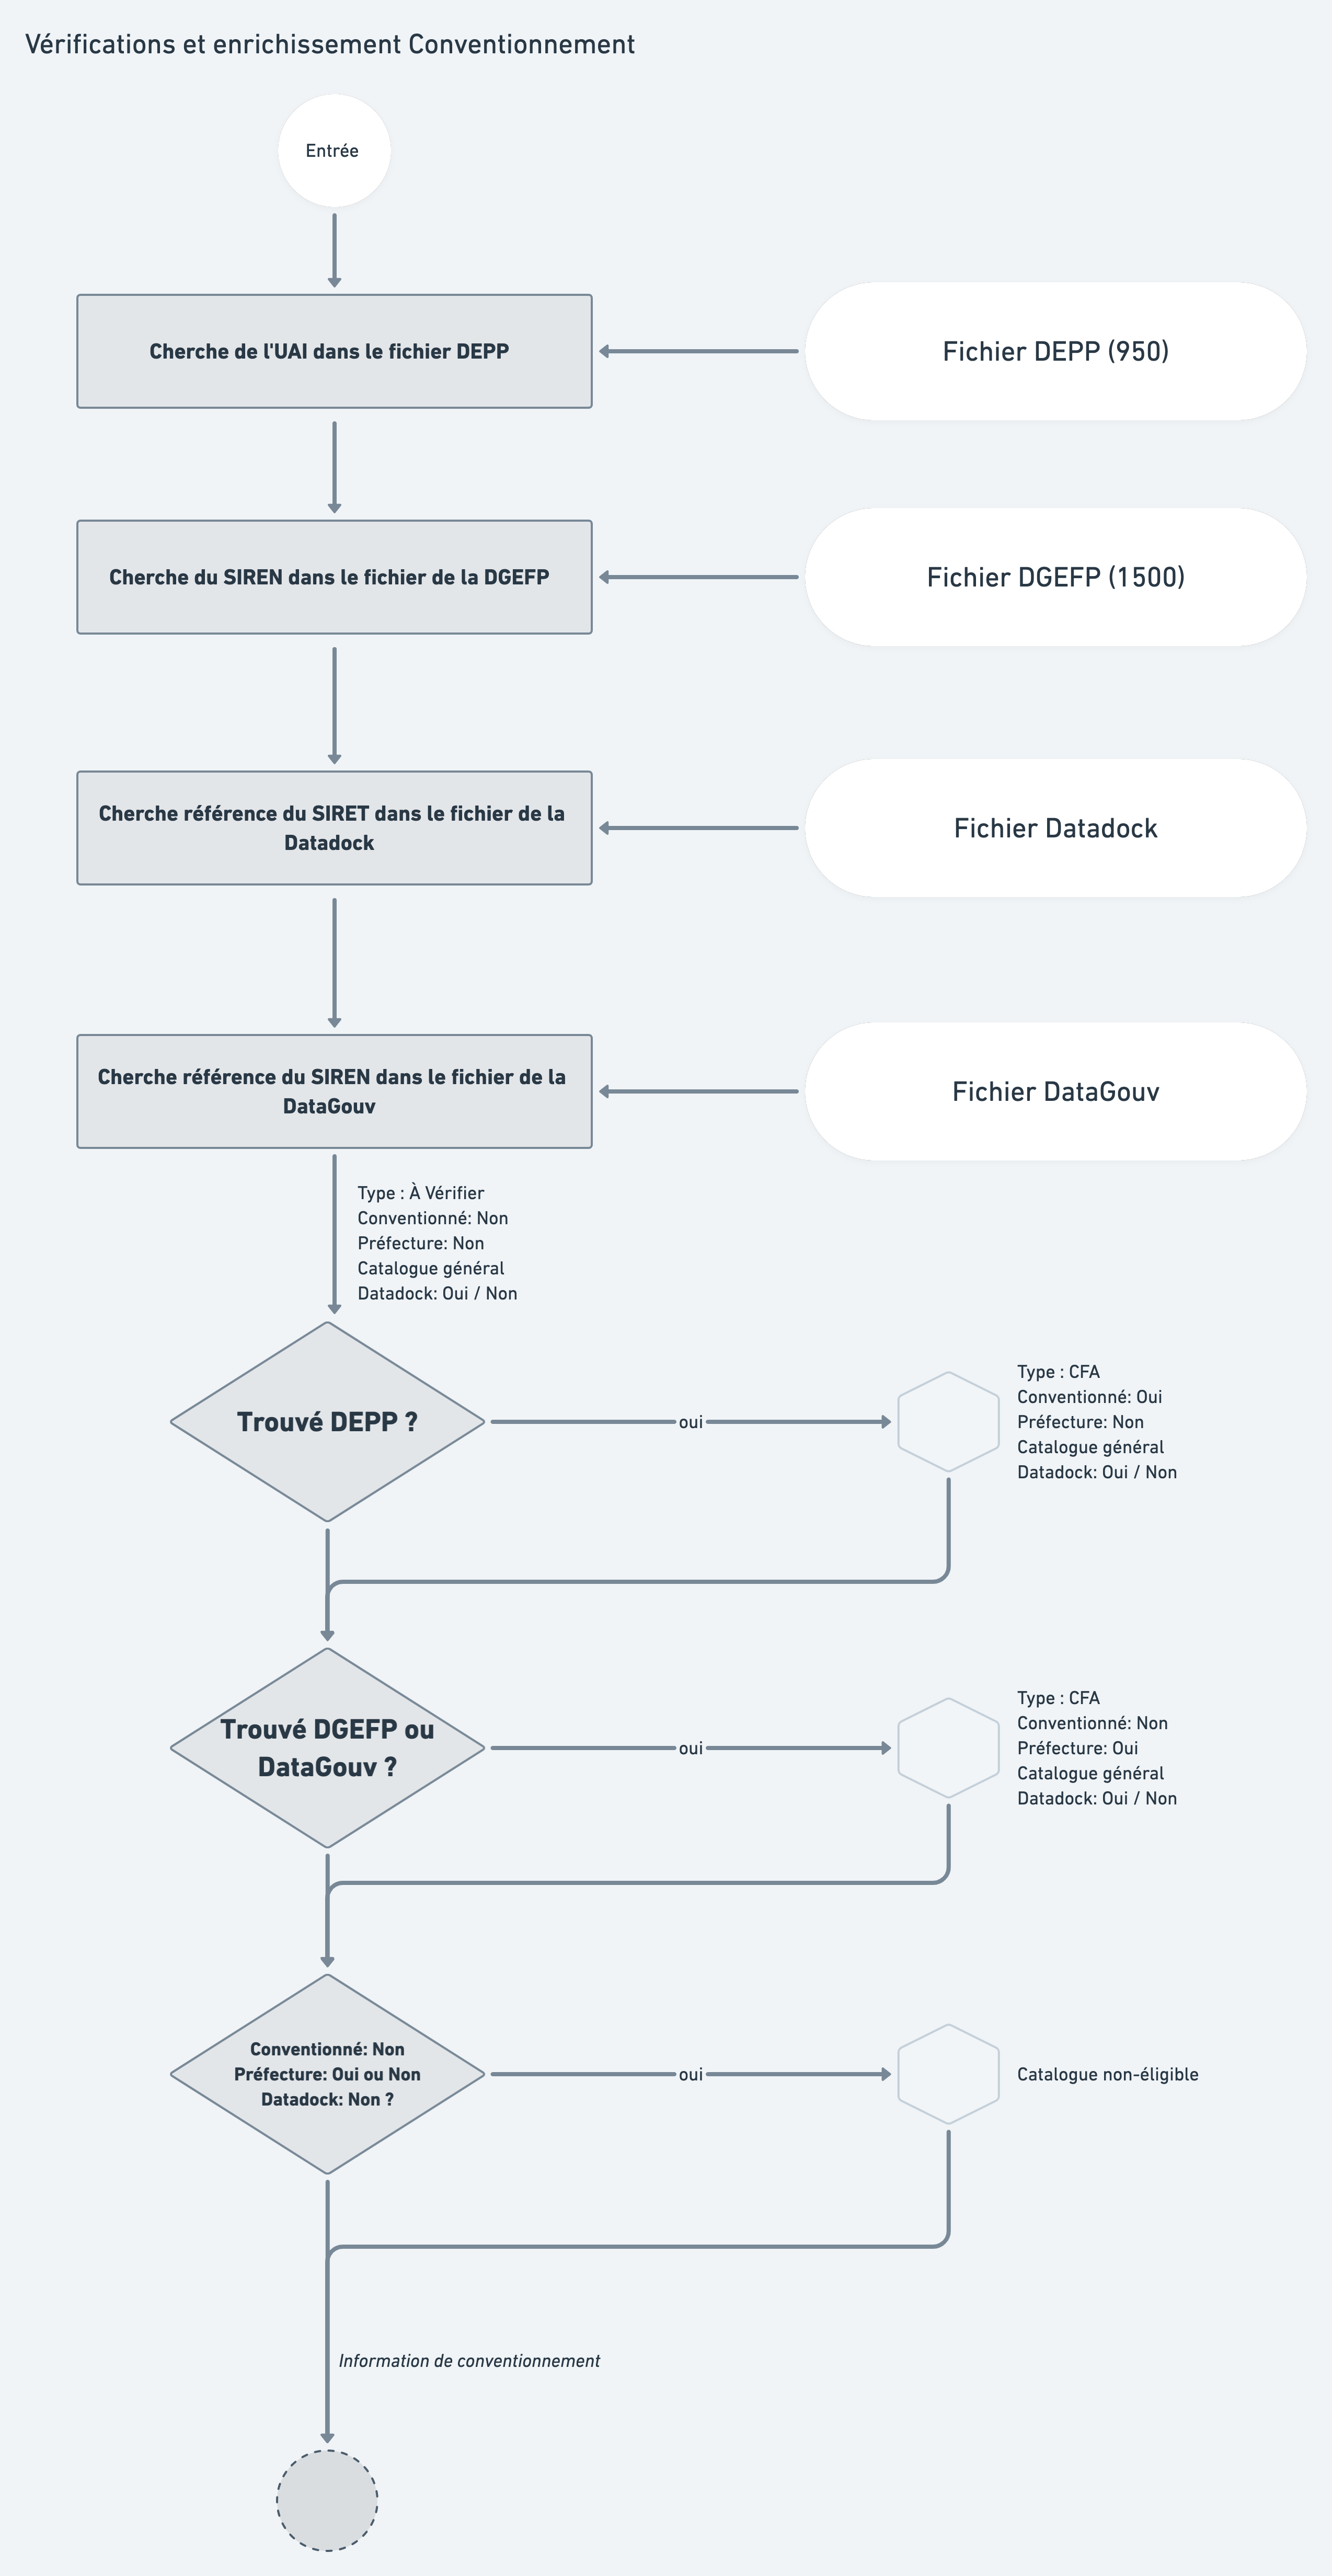 Vérifications et enrichissement Conventionnement
Entrée
Cherche de l'UAI dans le fichier DEPP
Fichier DEPP (950)
Cherche du SIREN dans le fichier de la DGEFP
Fichier DGEFP (1500)
Cherche référence du SIRET dans le fichier de la
Datadock
Fichier Datadock
Cherche référence du SIREN dans le fichier de la
DataGouv
Fichier DataGouv
Type : À Vérifier
Conventionné: Non
Préfecture: Non
Catalogue général
Datadock: Oui / Non
Trouvé DEPP ?
oui
Type : CFA
Conventionné: Oui
Préfecture: Non
Catalogue général
Datadock: Oui / Non
Trouvé DGEFP ou
DataGouv ?
oui
Type : CFA
Conventionné: Non
Préfecture: Oui
Catalogue général
Datadock: Oui / Non
Conventionné: Non
Préfecture: Oui ou Non
Datadock: Non ?
oui
Catalogue non-éligible
Information de conventionnement